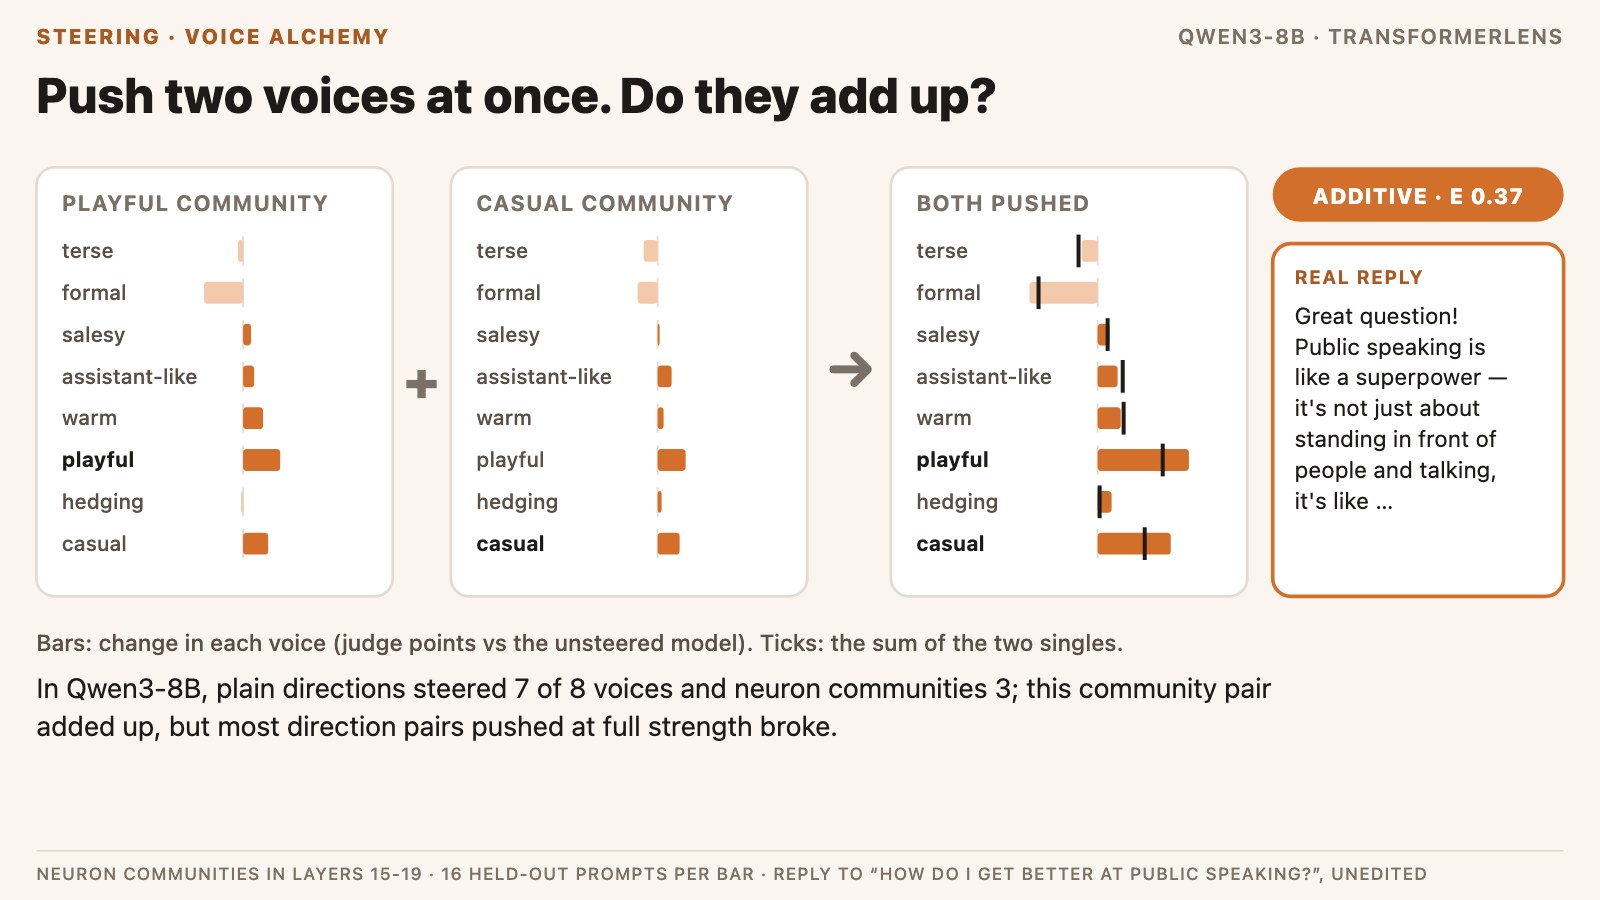 STEERING · VOICE ALCHEMY
QWEN3-8B · TRANSFORMERLENS
Push two voices at once. Do they add up?
PLAYFUL COMMUNITY
terse
formal
salesy
assistant-like
warm
playful
hedging
casual
+
CASUAL COMMUNITY
terse
formal
salesy
assistant-like
warm
playful
hedging
casual
→
BOTH PUSHED
terse
formal
salesy
assistant-like
warm
playful
hedging
casual
ADDITIVE · E 0.37
REAL REPLY
Great question!
Public speaking is
like a superpower —
it's not just about
standing in front of
people and talking,
it's like ...
Bars: change in each voice (judge points vs the unsteered model). Ticks: the sum of the two singles.
In Qwen3-8B, plain directions steered 7 of 8 voices and neuron communities 3; this community pair
added up, but most direction pairs pushed at full strength broke.
NEURON COMMUNITIES IN LAYERS 15-19 · 16 HELD-OUT PROMPTS PER BAR · REPLY TO “HOW DO I GET BETTER AT PUBLIC SPEAKING?”, UNEDITED